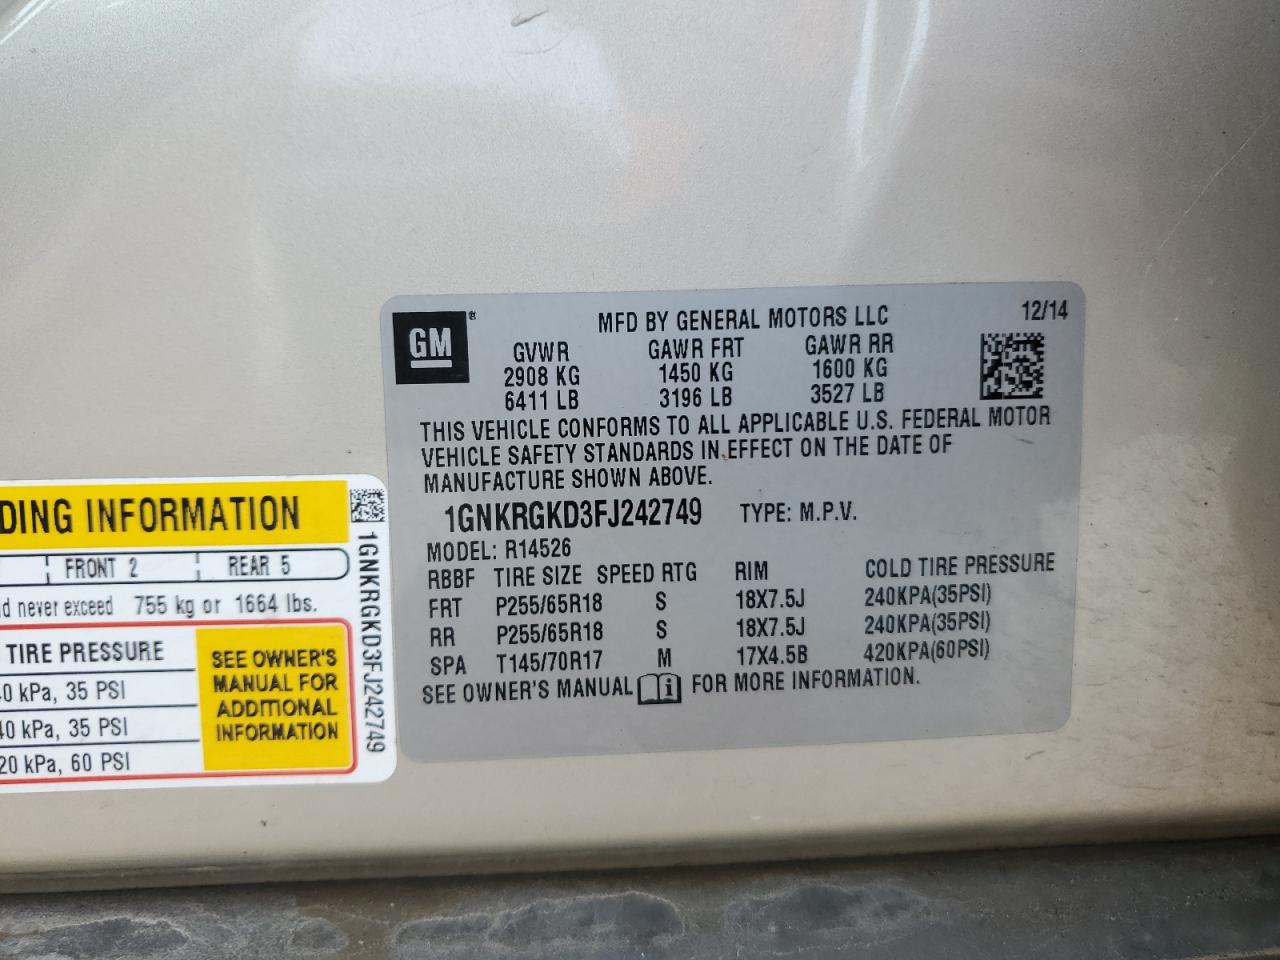 GM ®
MFD BY GENERAL MOTORS LLC 12/14
GVWR GAWR FRT GAWR RR
2908 KG 1450 KG 1600 KG
6411 LB 3196 LB 3527 LB
THIS VEHICLE CONFORMS TO ALL APPLICABLE U.S. FEDERAL MOTOR
VEHICLE SAFETY STANDARDS IN EFFECT ON THE DATE OF
MANUFACTURE SHOWN ABOVE.
1GNKRGKD3FJ242749 TYPE: M.P.V.
MODEL: R14526
RBBF TIRE SIZE SPEED RTG RIM COLD TIRE PRESSURE
FRT P255/65R18 S 18X7.5J 240KPA(35PSI)
RR P255/65R18 S 18X7.5J 240KPA(35PSI)
SPA T145/70R17 M 17X4.5B 420KPA(60PSI)
SEE OWNER'S MANUAL i FOR MORE INFORMATION.
DING INFORMATION
FRONT 2 REAR 5
never exceed 755 kg or 1664 lbs.
TIRE PRESSURE
0 kPa, 35 PSI
40 kPa, 35 PSI
20 kPa, 60 PSI
SEE OWNER'S
MANUAL FOR
ADDITIONAL
INFORMATION
1GNKRGKD3FJ242749